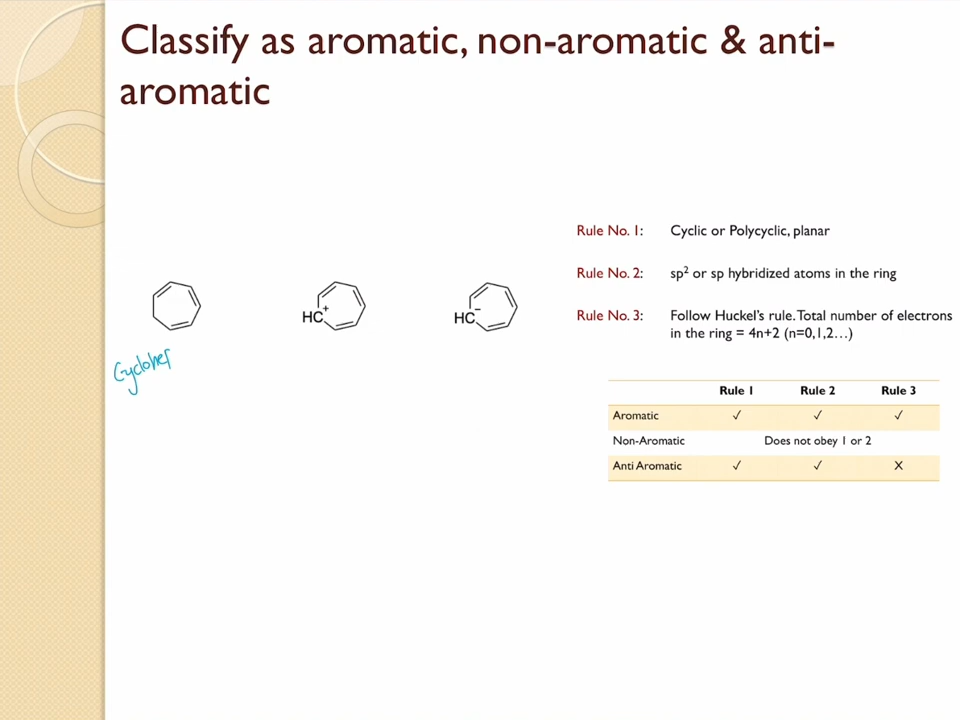 Classify as aromatic, non-aromatic & anti-
aromatic
Rule No. 1: Cyclic or Polycyclic, planar
Rule No. 2: sp² or sp hybridized atoms in the ring
Rule No. 3: Follow Huckel's rule. Total number of electrons
in the ring = 4n+2 (n=0,1,2...)
HC+
HC-
Cyclohep
Rule 1 Rule 2 Rule 3
Aromatic ✓ ✓ ✓
Non-Aromatic Does not obey 1 or 2
Anti Aromatic ✓ ✓ X